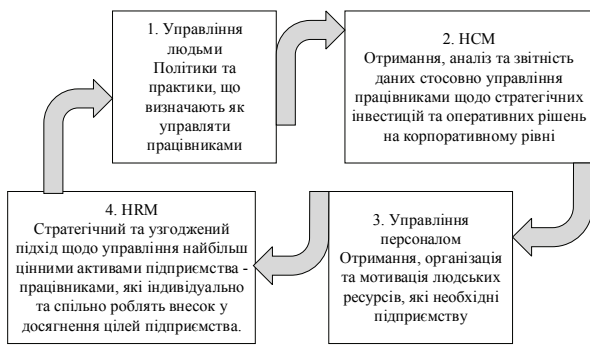 1. Управління
людьми
Політики та
практики, що
визначають як
управляти
працівниками
2. HCM
Отримання, аналіз та звітність
даних стосовно управління
працівниками щодо стратегічних
інвестицій та оперативних рішень
на корпоративному рівні
3. Управління
персоналом
Отримання, організація
та мотивація людських
ресурсів, які необхідні
підприємству
4. HRM
Стратегічний та узгоджений
підхід щодо управління найбільш
цінними активами підприємства -
працівниками, які індивідуально
та спільно роблять внесок у
досягнення цілей підприємства.